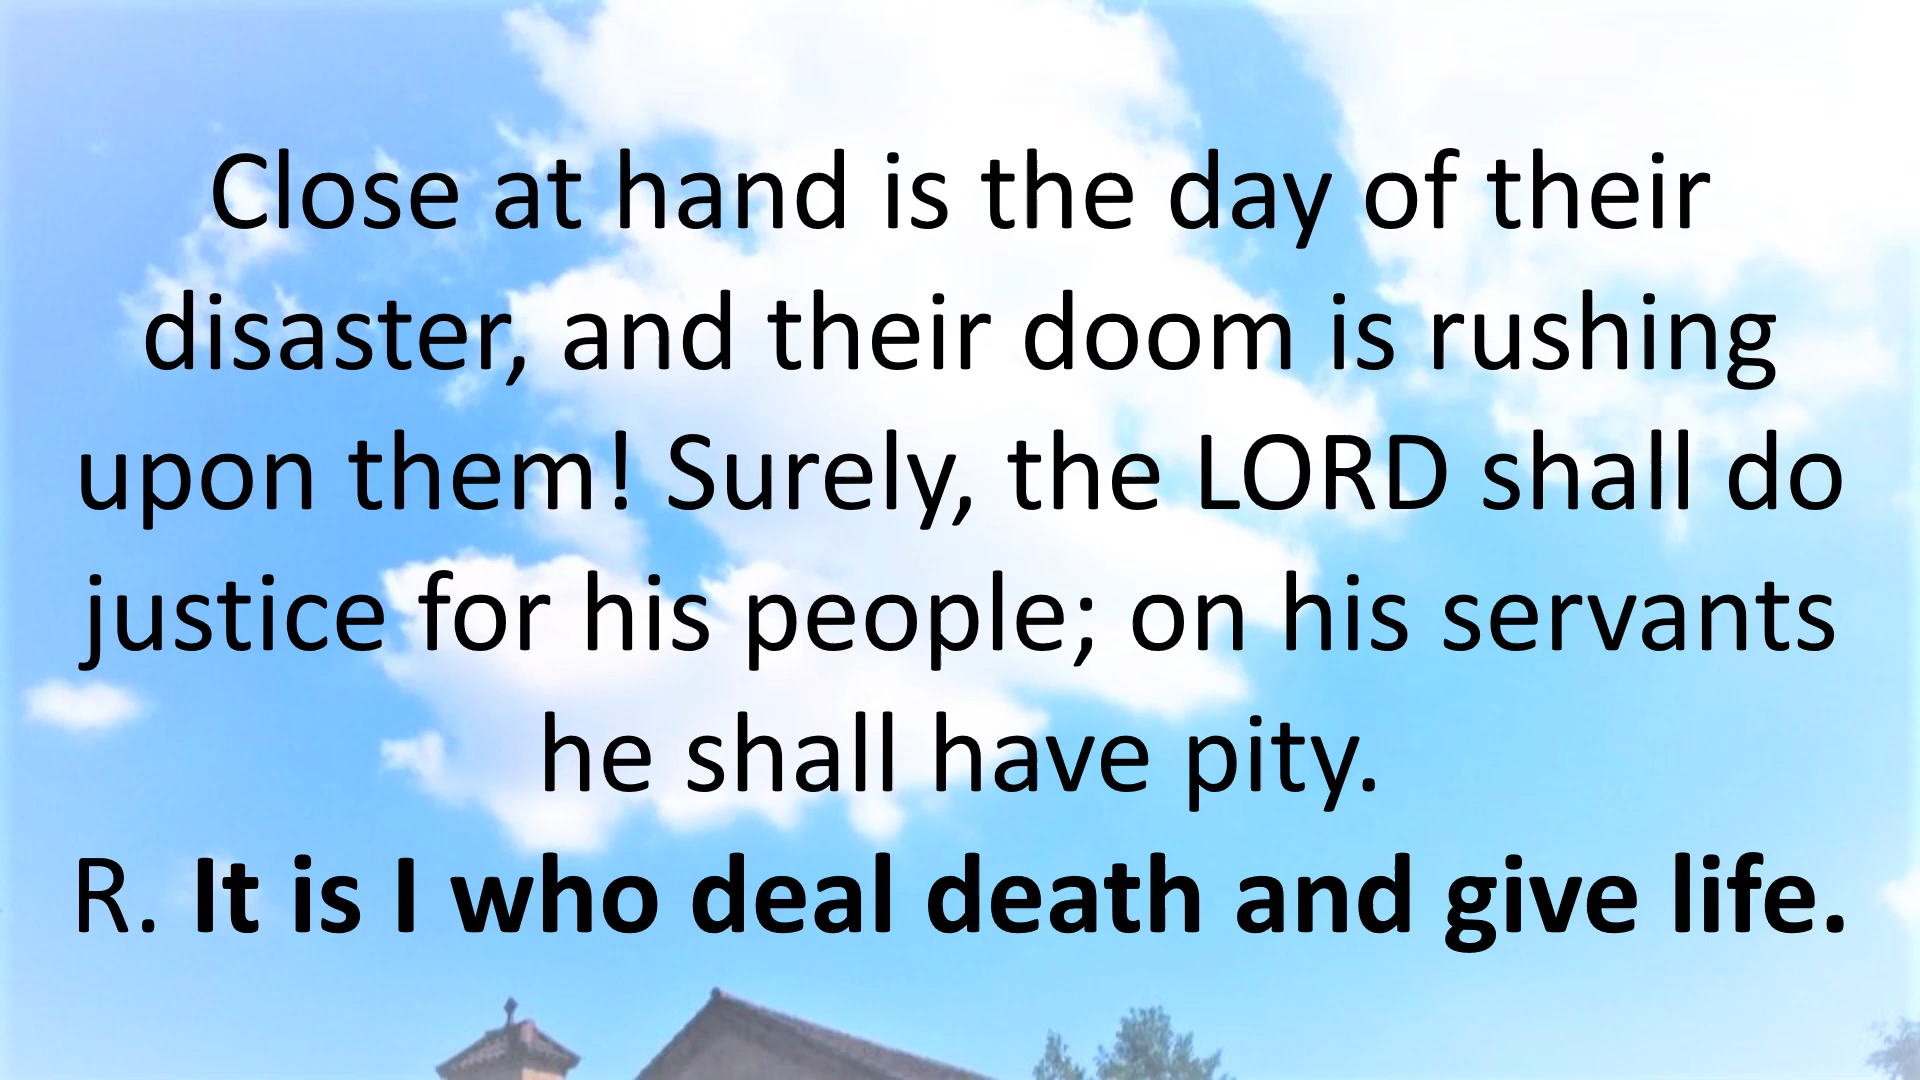 Close at hand is the day of their
disaster, and their doom is rushing
upon them! Surely, the LORD shall do
justice for his people; on his servants
he shall have pity.
R. It is I who deal death and give life.